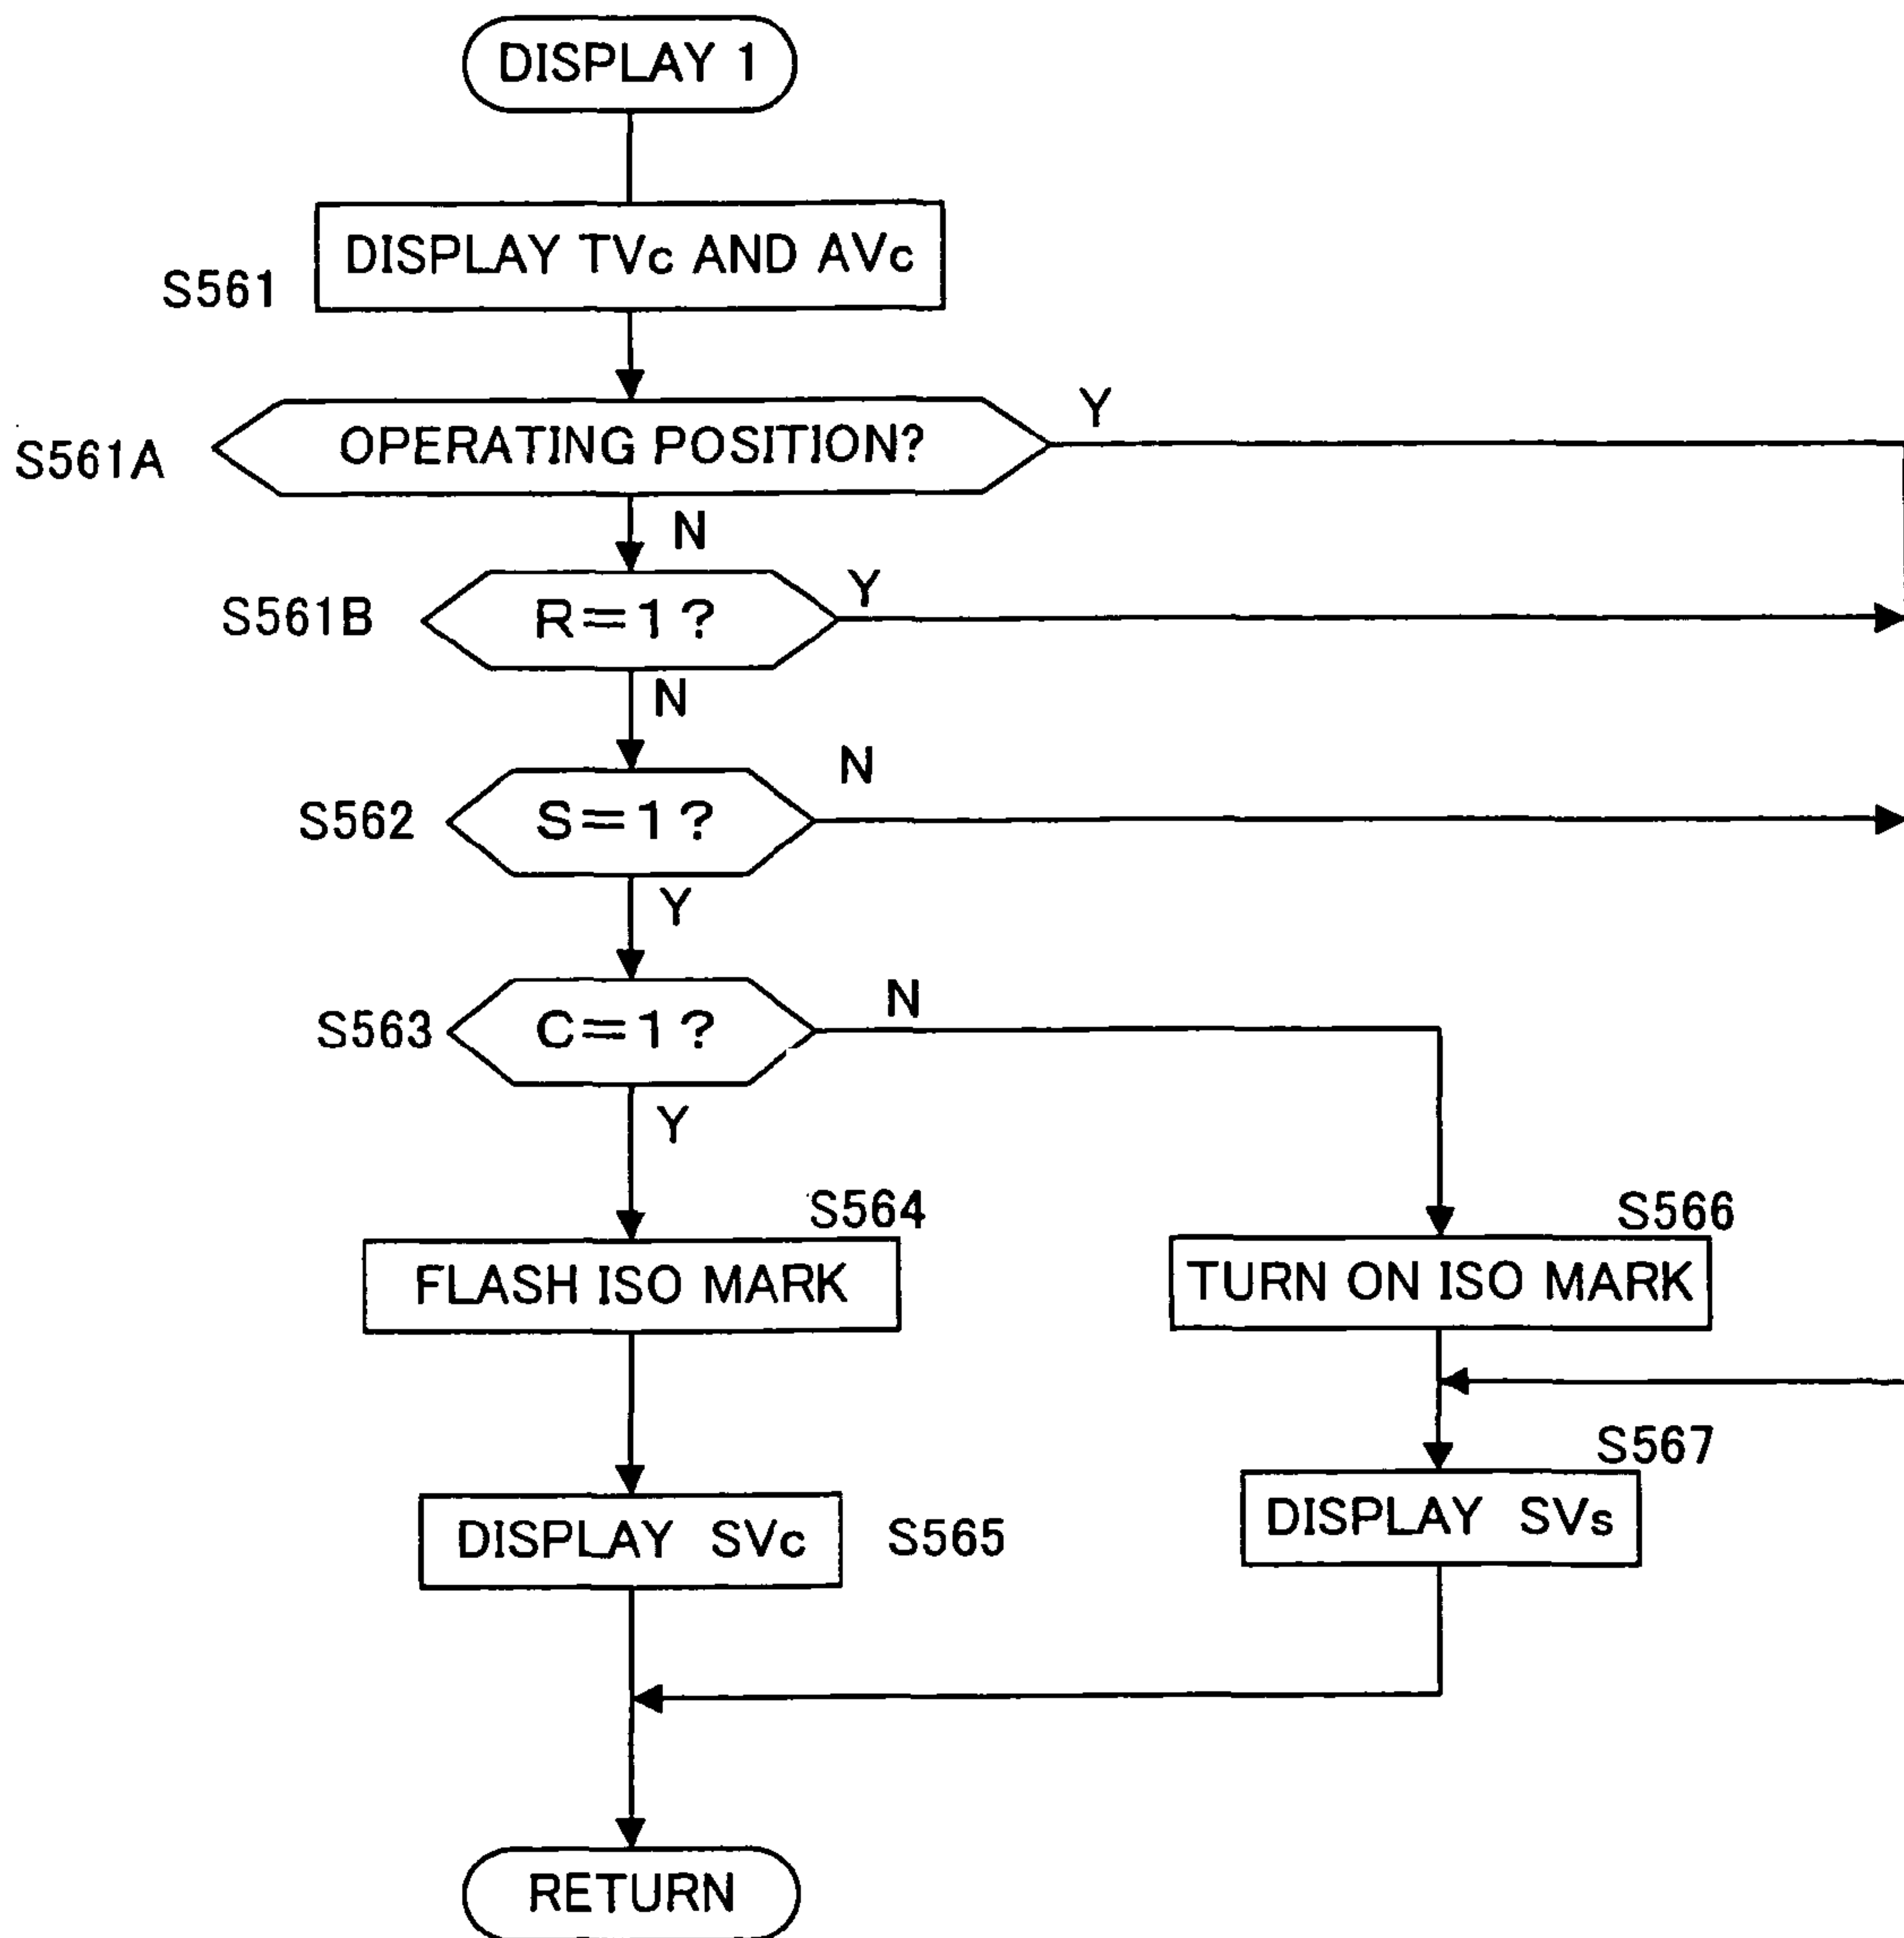 DISPLAY 1
DISPLAY TVc AND AVc
S561
OPERATING POSITION?
Y
S561A
N
R=1?
Y
S561B
N
S=1?
N
S562
Y
C=1?
N
S563
Y
S564
S566
FLASH ISO MARK
TURN ON ISO MARK
S567
DISPLAY SVc
S565
DISPLAY SVs
RETURN